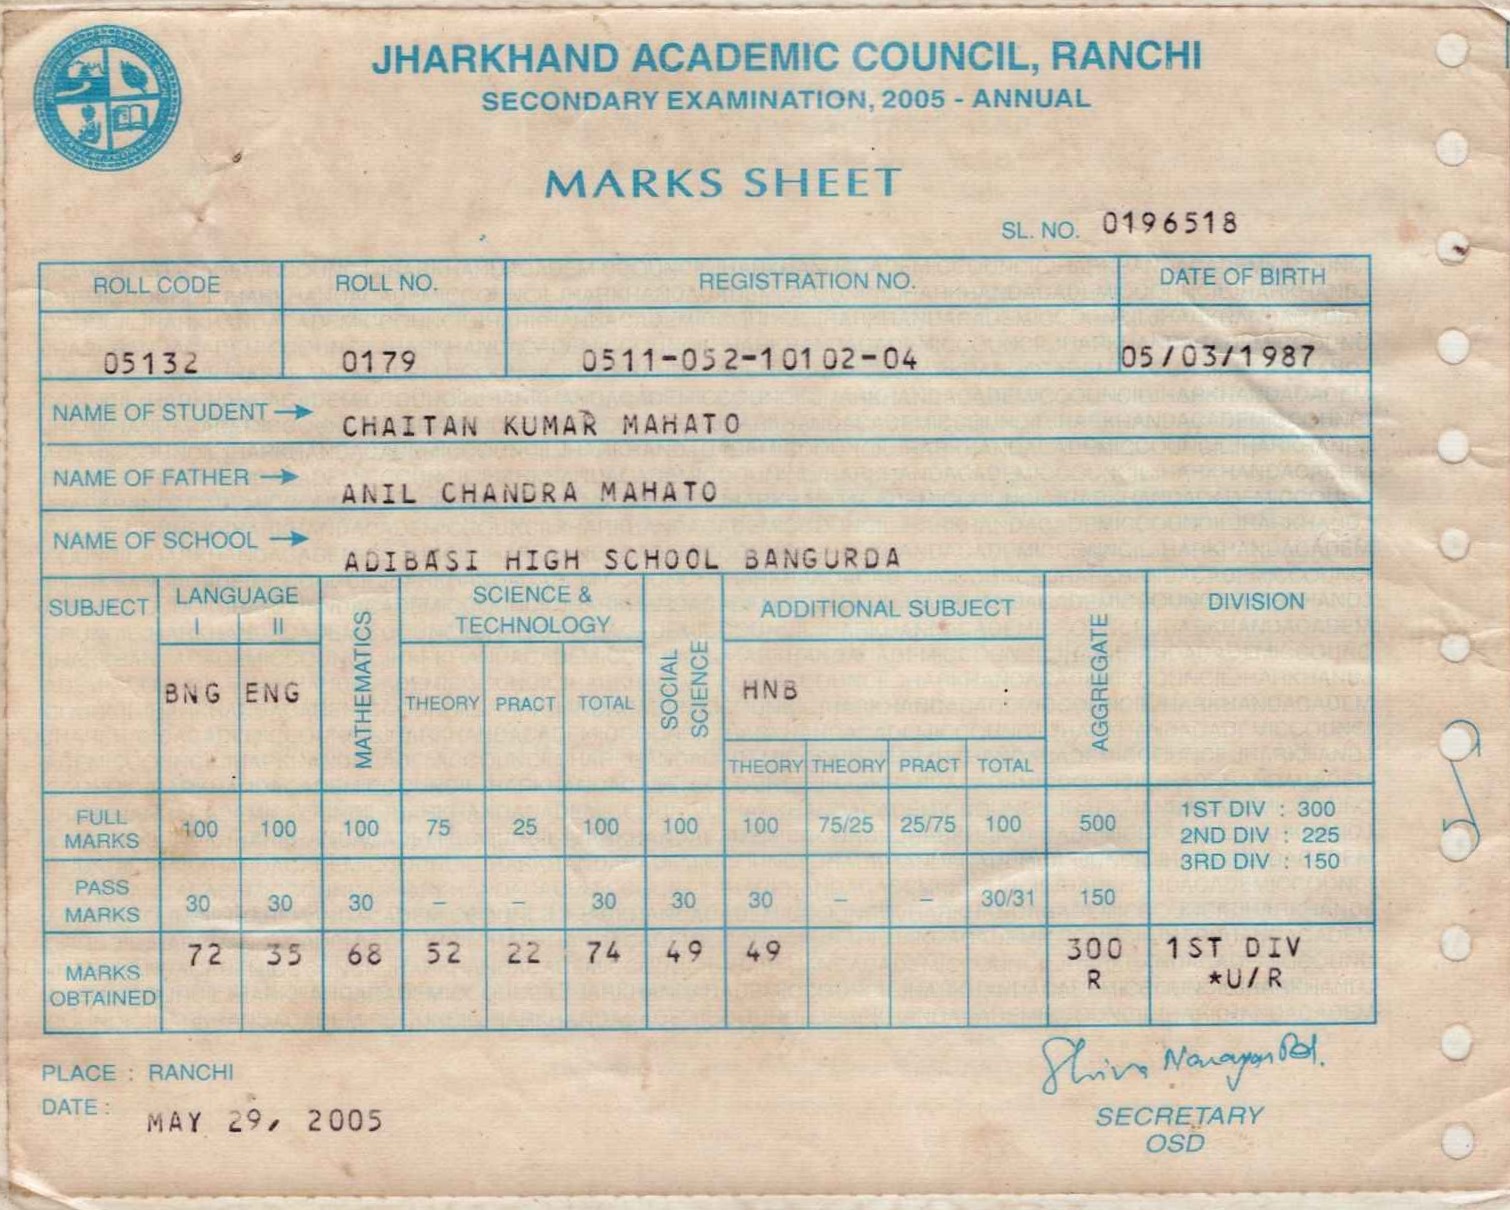 JHARKHAND ACADEMIC COUNCIL, RANCHI
SECONDARY EXAMINATION, 2005 - ANNUAL
MARKS SHEET
SL. NO. 0196518
ROLL CODE ROLL NO. REGISTRATION NO. DATE OF BIRTH
05132 0179 0511-052-10102-04 05/03/1987
NAME OF STUDENT → CHAITAN KUMAR MAHATO
NAME OF FATHER → ANIL CHANDRA MAHATO
NAME OF SCHOOL → ADIBASI HIGH SCHOOL BANGURDA
SUBJECT LANGUAGE MATHEMATICS SCIENCE & TECHNOLOGY SOCIAL SCIENCE ADDITIONAL SUBJECT AGGREGATE DIVISION
I II
BNG ENG THEORY PRACT TOTAL HNB
THEORY THEORY PRACT TOTAL
FULL MARKS 100 100 100 75 25 100 100 100 75/25 25/75 100 500
1ST DIV : 300
2ND DIV : 225
3RD DIV : 150
PASS MARKS 30 30 30 – – 30 30 30 – – 30/31 150
MARKS OBTAINED 72 35 68 52 22 74 49 49 300 1ST DIV
R *U/R
PLACE : RANCHI
DATE : MAY 29, 2005
Shiva Narayan Pd.
SECRETARY
OSD